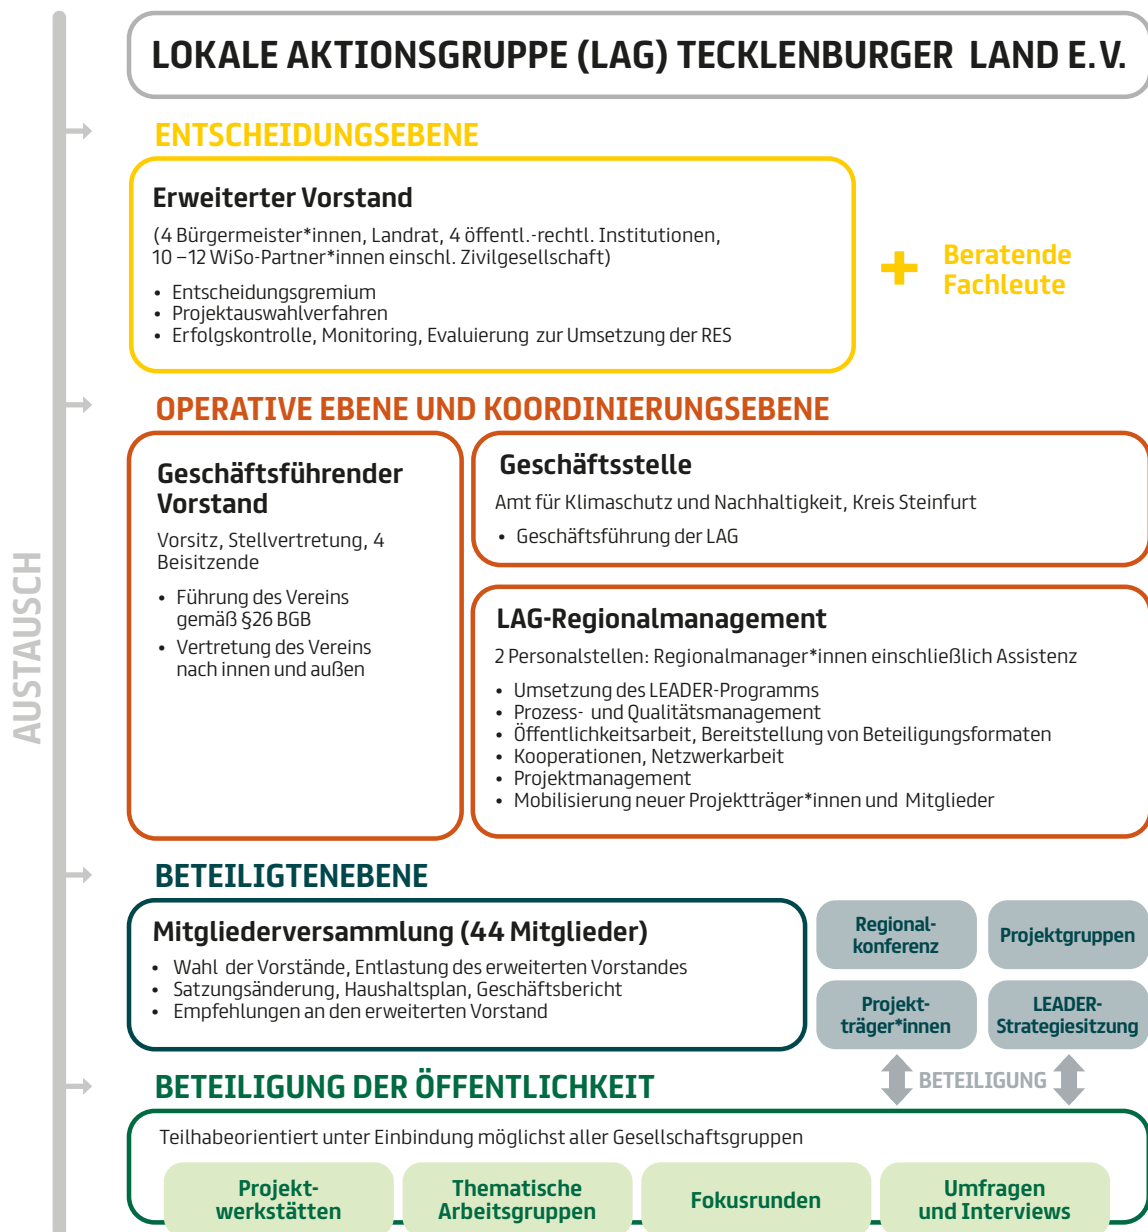 LOKALE AKTIONSGRUPPE (LAG) TECKLENBURGER LAND E.V.
ENTSCHEIDUNGSEBENE
Erweiterter Vorstand
(4 Bürgermeister*innen, Landrat, 4 öffentl.-rechtl. Institutionen,
10 –12 WiSo-Partner*innen einschl. Zivilgesellschaft)
• Entscheidungsgremium
• Projektauswahlverfahren
• Erfolgskontrolle, Monitoring, Evaluierung zur Umsetzung der RES
+
Beratende
Fachleute
OPERATIVE EBENE UND KOORDINIERUNGSEBENE
Geschäftsführender
Vorstand
Vorsitz, Stellvertretung, 4
Beisitzende
• Führung des Vereins
gemäß §26 BGB
• Vertretung des Vereins
nach innen und außen
Geschäftsstelle
Amt für Klimaschutz und Nachhaltigkeit, Kreis Steinfurt
• Geschäftsführung der LAG
LAG-Regionalmanagement
2 Personalstellen: Regionalmanager*innen einschließlich Assistenz
• Umsetzung des LEADER-Programms
• Prozess- und Qualitätsmanagement
• Öffentlichkeitsarbeit, Bereitstellung von Beteiligungsformaten
• Kooperationen, Netzwerkarbeit
• Projektmanagement
• Mobilisierung neuer Projektträger*innen und Mitglieder
AUSTAUSCH
BETEILIGTENEBENE
Mitgliederversammlung (44 Mitglieder)
• Wahl der Vorstände, Entlastung des erweiterten Vorstandes
• Satzungsänderung, Haushaltsplan, Geschäftsbericht
• Empfehlungen an den erweiterten Vorstand
Regional-
konferenz
Projektgruppen
Projekt-
träger*innen
LEADER-
Strategiesitzung
BETEILIGUNG
BETEILIGUNG DER ÖFFENTLICHKEIT
Teilhabeorientiert unter Einbindung möglichst aller Gesellschaftsgruppen
Projekt-
werkstätten
Thematische
Arbeitsgruppen
Fokusrunden
Umfragen
und Interviews